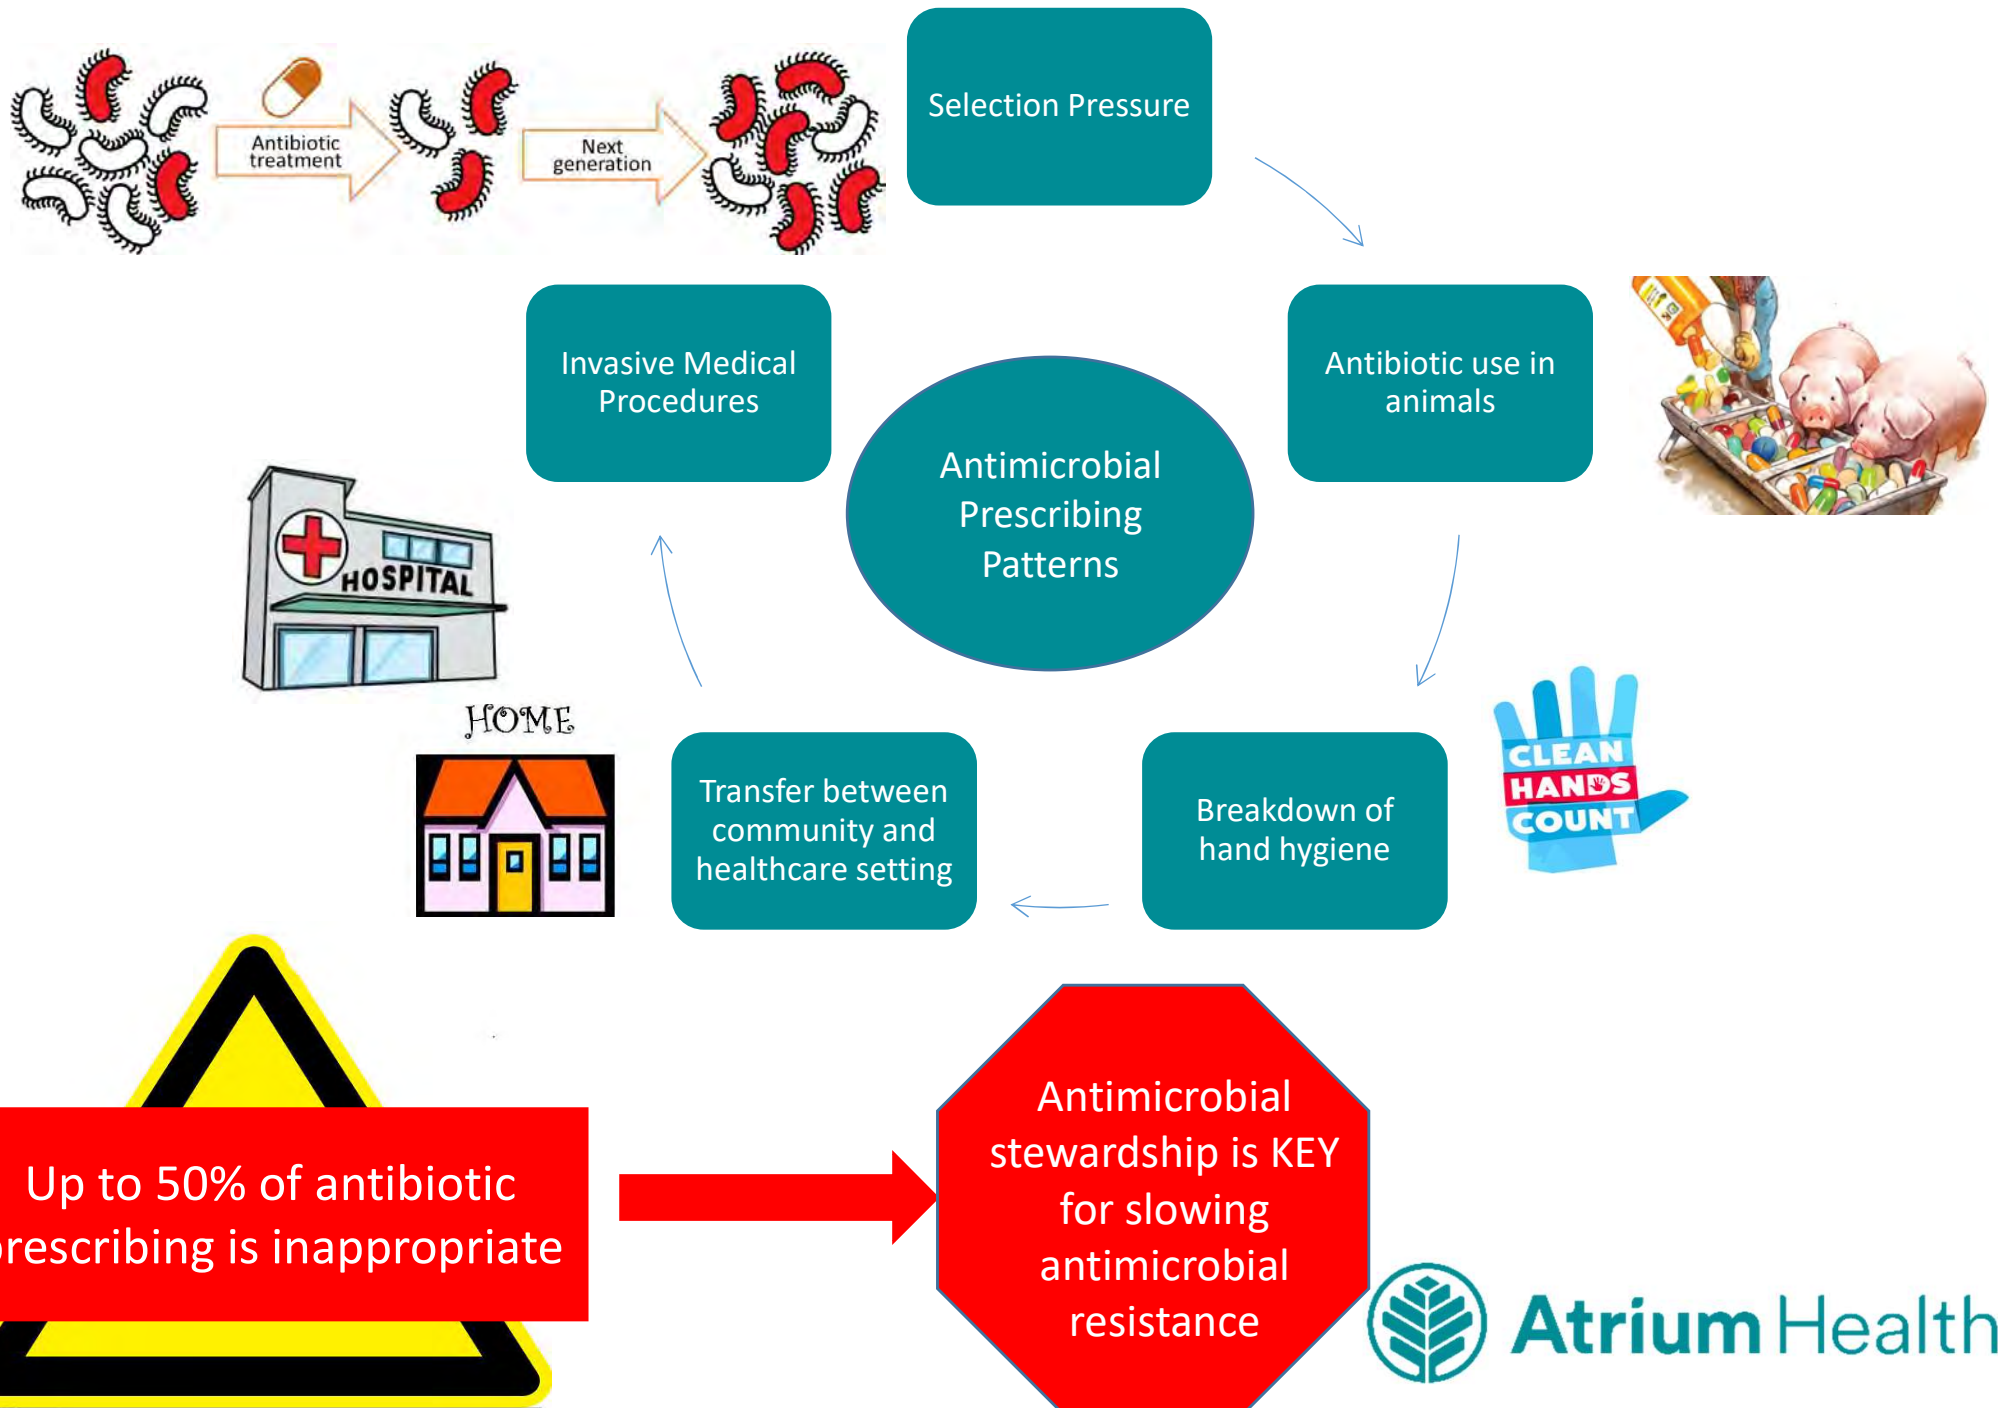 Antibiotic
treatment
Next
generation
Selection Pressure
Invasive Medical
Procedures
Antibiotic use in
animals
Antimicrobial
Prescribing
Patterns
HOSPITAL
HOME
Transfer between
community and
healthcare setting
Breakdown of
hand hygiene
CLEAN
HANDS
COUNT
Up to 50% of antibiotic
prescribing is inappropriate
Antimicrobial
stewardship is KEY
for slowing
antimicrobial
resistance
Atrium Health